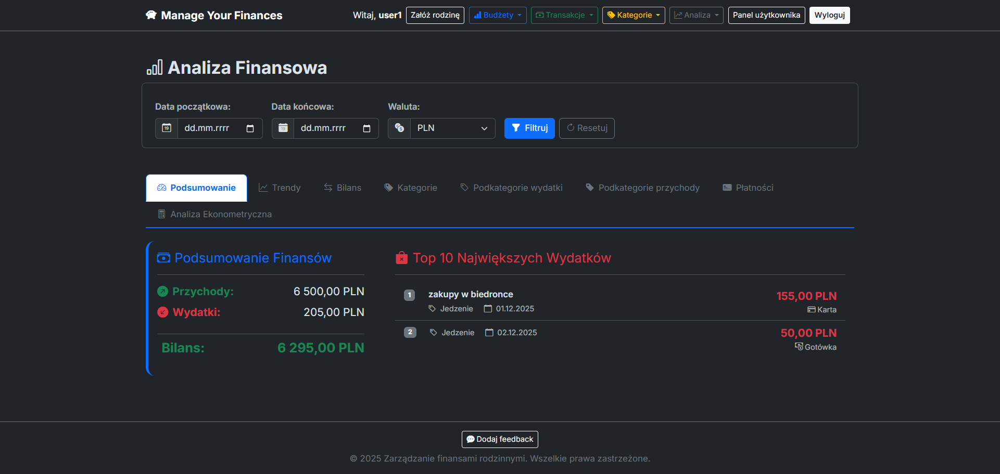 Manage Your Finances
Witaj, user1 Załóż rodzinę Budżety Transakcje Kategorie Analiza Panel użytkownika Wyloguj
Analiza Finansowa
Data początkowa: Data końcowa: Waluta:
19 dd.mm.rrrr 19 dd.mm.rrrr PLN Filtruj Resetuj
Podsumowanie Trendy Bilans Kategorie Podkategorie wydatki Podkategorie przychody Płatności
Analiza Ekonometryczna
Podsumowanie Finansów
Przychody: 6 500,00 PLN
Wydatki: 205,00 PLN
Bilans: 6 295,00 PLN
Top 10 Największych Wydatków
1 zakupy w biedronce 155,00 PLN
Jedzenie 01.12.2025 Karta
2 Jedzenie 02.12.2025 50,00 PLN
Gotówka
Dodaj feedback
© 2025 Zarządzanie finansami rodzinnymi. Wszelkie prawa zastrzeżone.